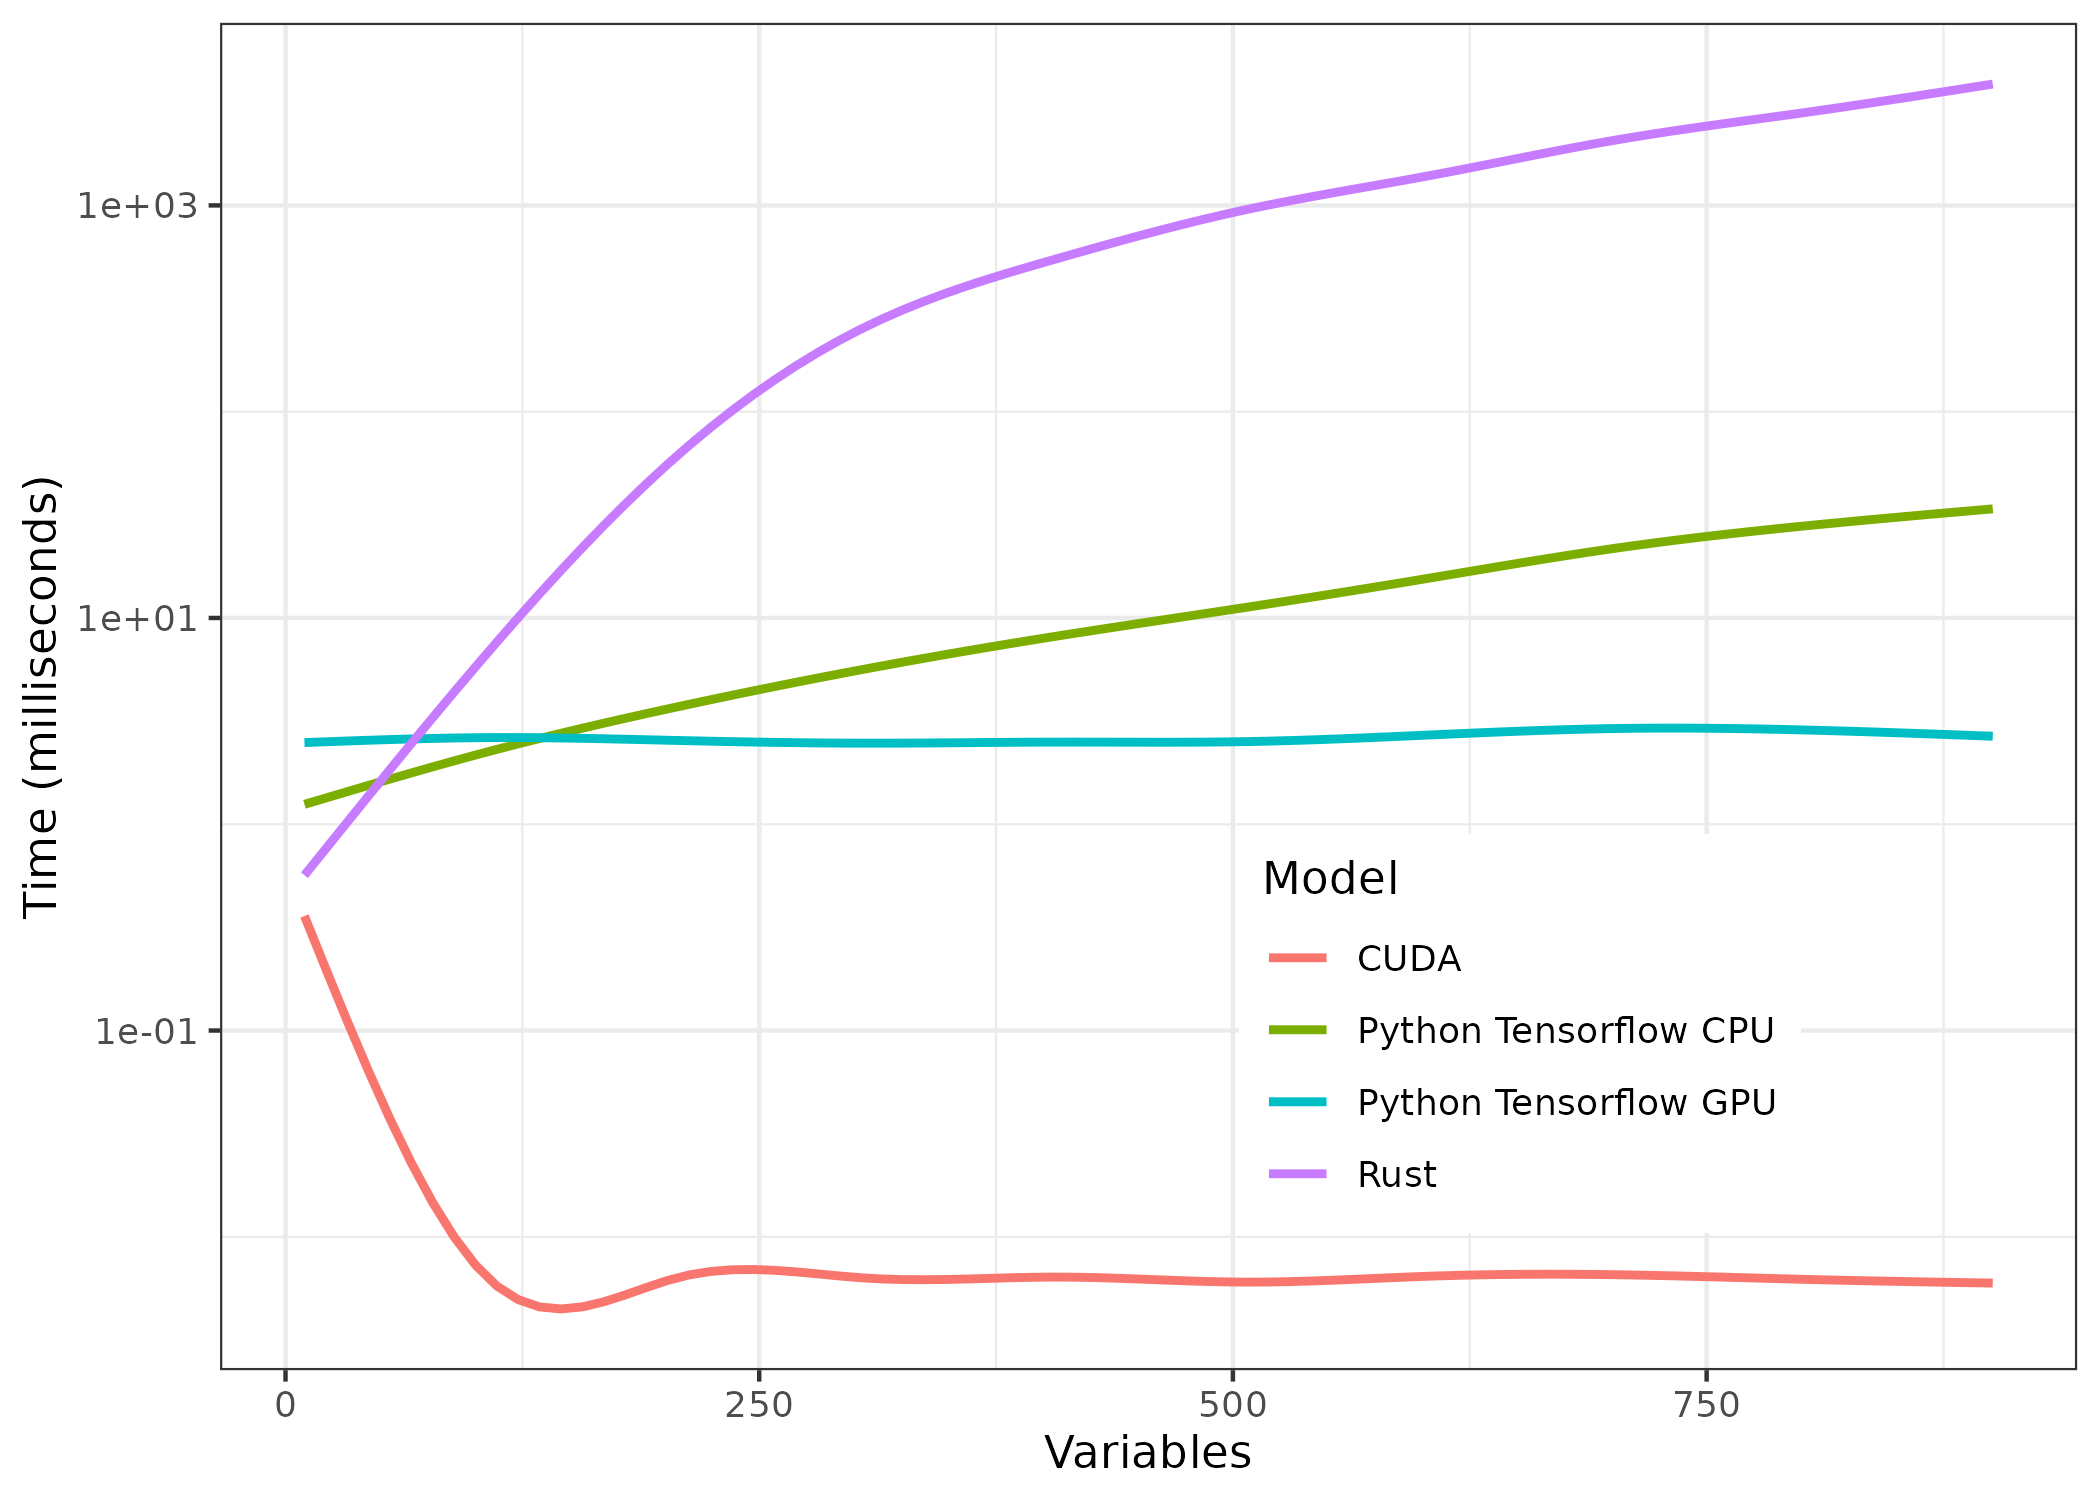 Time (milliseconds)
1e+03
1e+01
1e-01
Model
CUDA
Python Tensorflow CPU
Python Tensorflow GPU
Rust
0 250 500 750
Variables